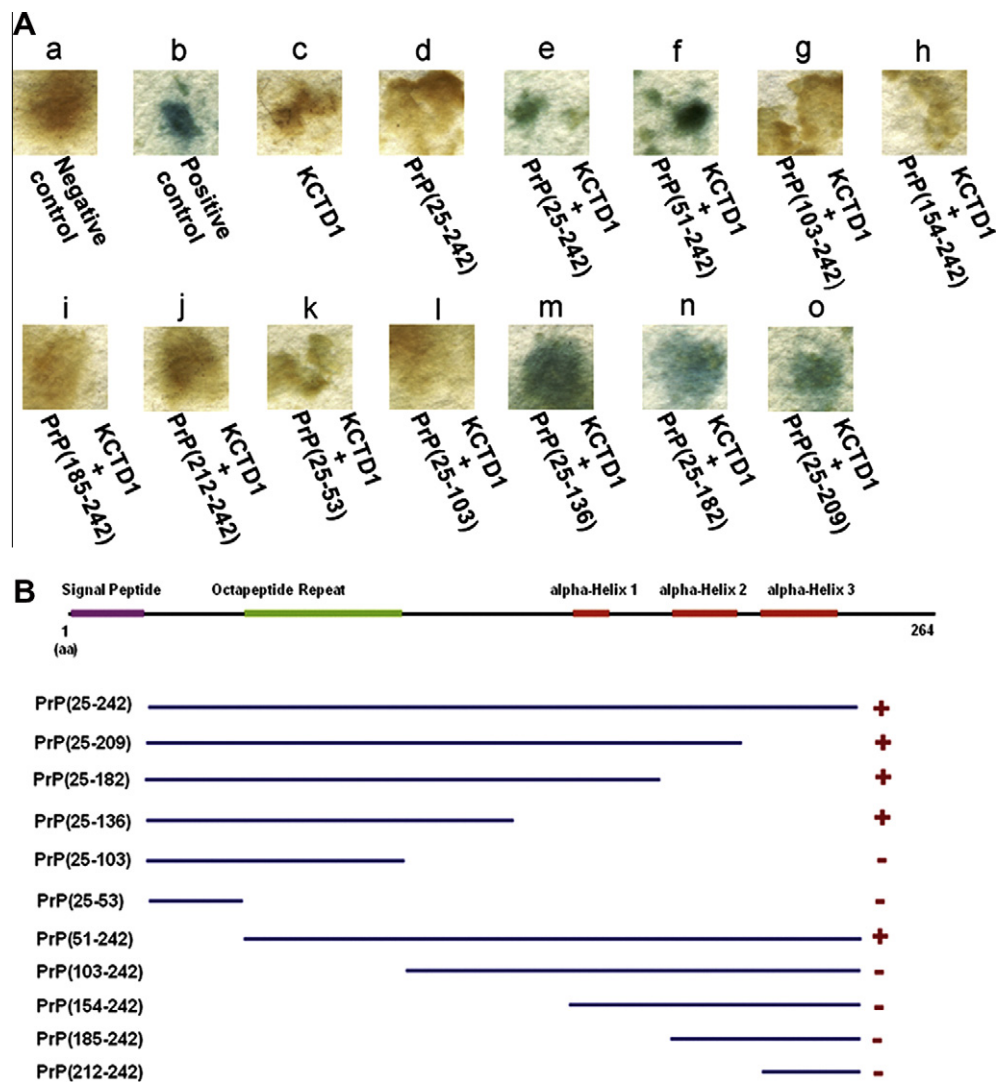 A
a b c d e f g h
Negative control
Positive control
KCTD1
PrP(25-242)
KCTD1 + PrP(25-242)
KCTD1 + PrP(51-242)
KCTD1 + PrP(103-242)
KCTD1 + PrP(154-242)
i j k l m n o
KCTD1 + PrP(185-242)
KCTD1 + PrP(212-242)
KCTD1 + PrP(25-53)
KCTD1 + PrP(25-103)
KCTD1 + PrP(25-136)
KCTD1 + PrP(25-182)
KCTD1 + PrP(25-209)
B
Signal Peptide Octapeptide Repeat alpha-Helix 1 alpha-Helix 2 alpha-Helix 3
1 264
(aa)
PrP(25-242) +
PrP(25-209) +
PrP(25-182) +
PrP(25-136) +
PrP(25-103) -
PrP(25-53) -
PrP(51-242) +
PrP(103-242) -
PrP(154-242) -
PrP(185-242) -
PrP(212-242) -